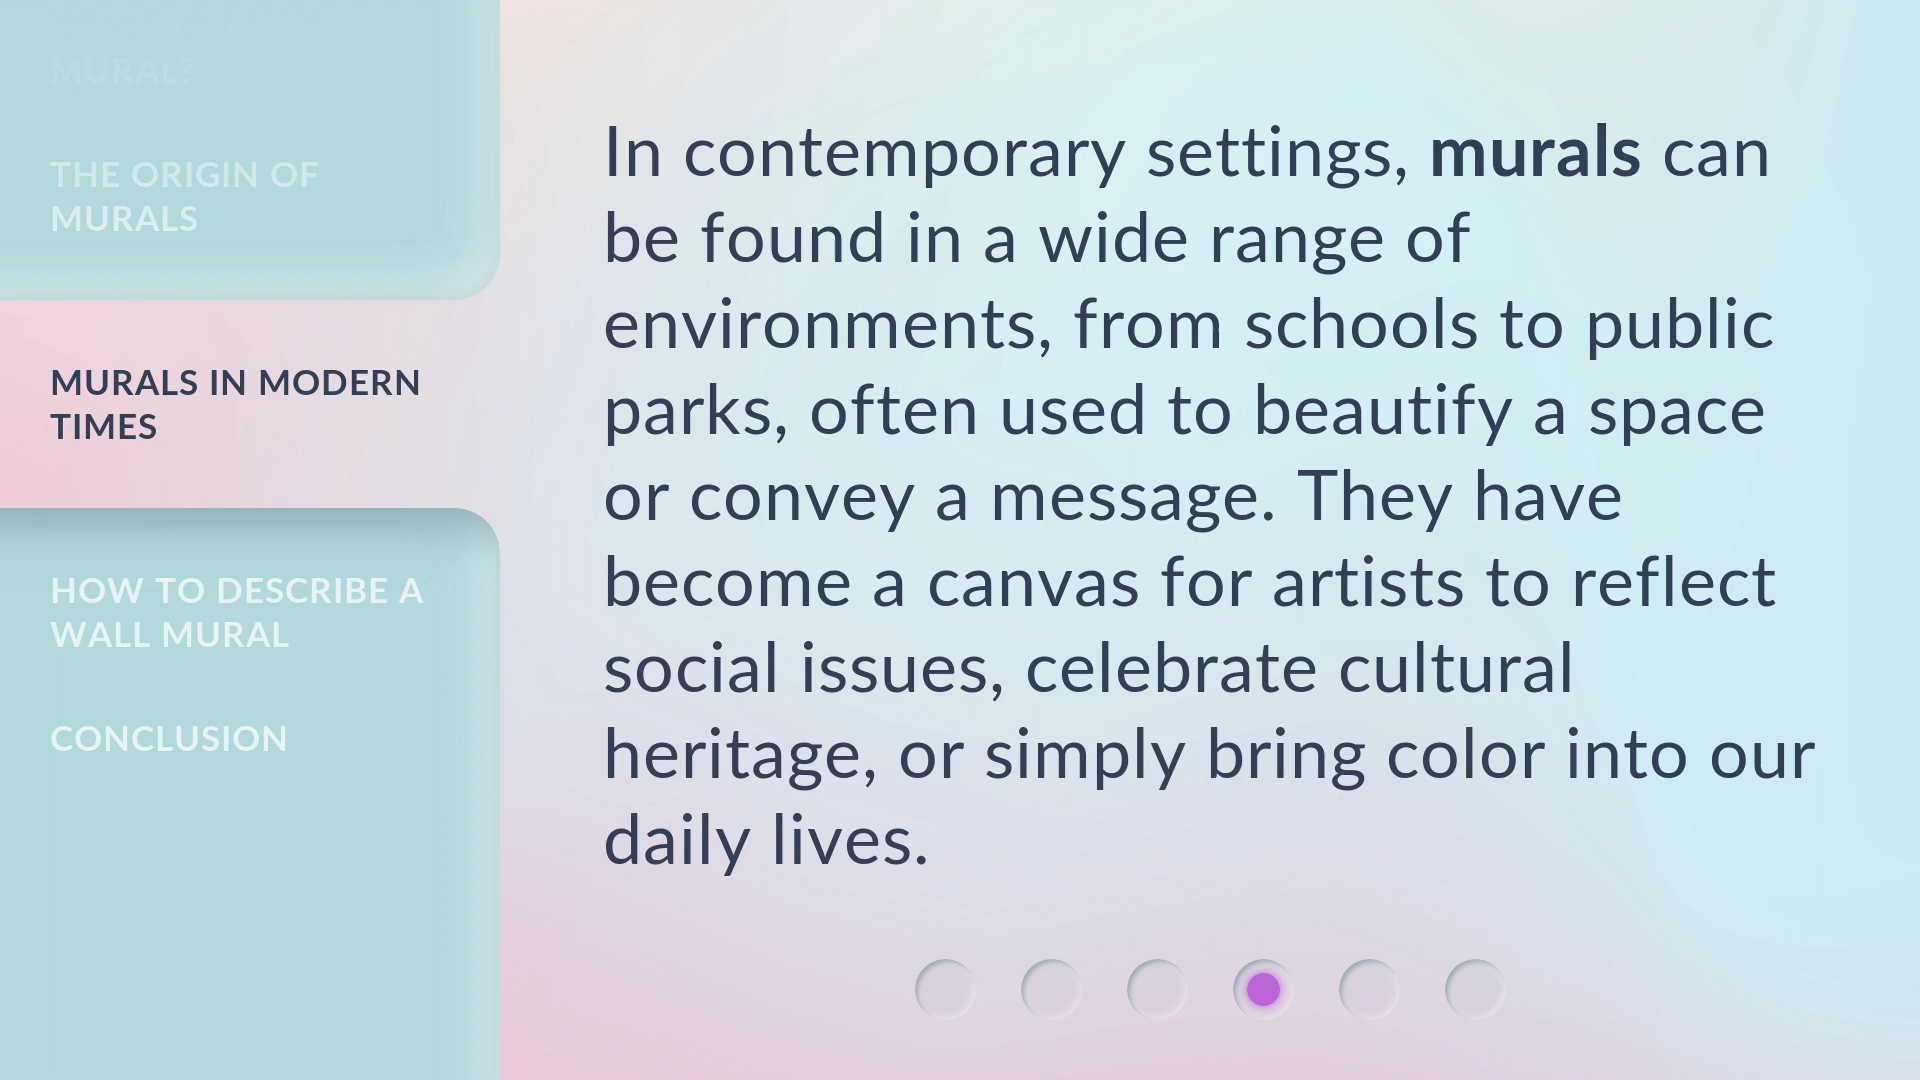 MURAL?
THE ORIGIN OF
MURALS
MURALS IN MODERN
TIMES
HOW TO DESCRIBE A
WALL MURAL
CONCLUSION
In contemporary settings, murals can
be found in a wide range of
environments, from schools to public
parks, often used to beautify a space
or convey a message. They have
become a canvas for artists to reflect
social issues, celebrate cultural
heritage, or simply bring color into our
daily lives.